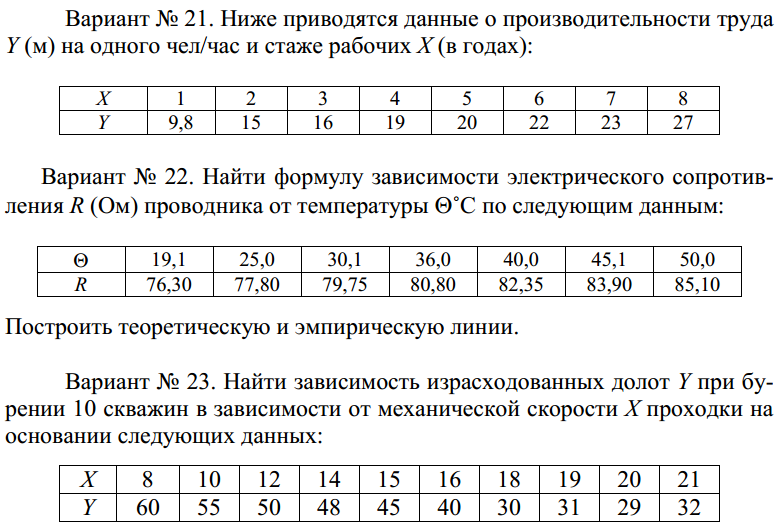 Вариант № 21. Ниже приводятся данные о производительности труда
Y (м) на одного чел/час и стаже рабочих X (в годах):
X 1 2 3 4 5 6 7 8
Y 9,8 15 16 19 20 22 23 27
Вариант № 22. Найти формулу зависимости электрического сопротив-
ления R (Ом) проводника от температуры Θ˚С по следующим данным:
Θ 19,1 25,0 30,1 36,0 40,0 45,1 50,0
R 76,30 77,80 79,75 80,80 82,35 83,90 85,10
Построить теоретическую и эмпирическую линии.
Вариант № 23. Найти зависимость израсходованных долот Y при бу-
рении 10 скважин в зависимости от механической скорости X проходки на
основании следующих данных:
X 8 10 12 14 15 16 18 19 20 21
Y 60 55 50 48 45 40 30 31 29 32